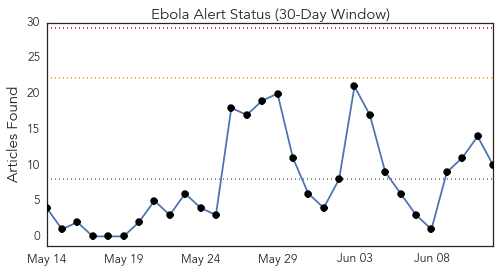 Ebola Alert Status (30-Day Window)
30
25
20
15
10
5
0
Articles Found
May 14 May 19 May 24 May 29 Jun 03 Jun 08